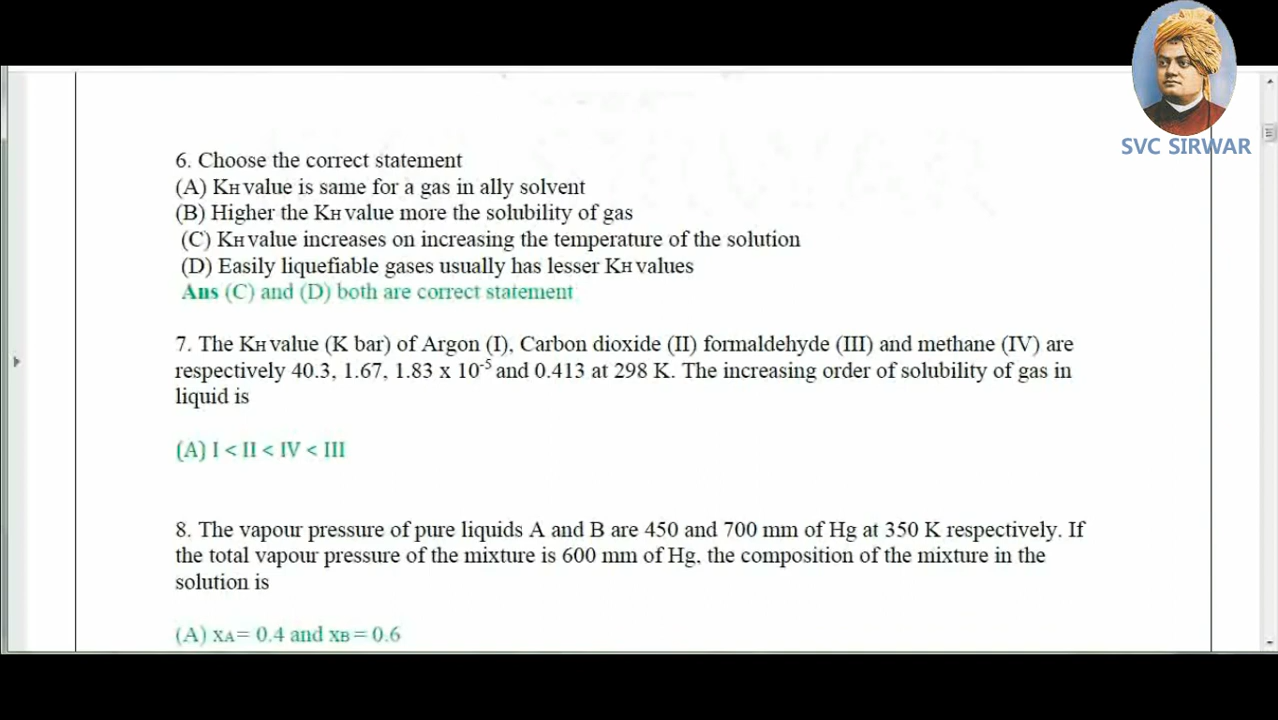 SVC SIRWAR
6. Choose the correct statement
(A) KH value is same for a gas in ally solvent
(B) Higher the KH value more the solubility of gas
(C) KH value increases on increasing the temperature of the solution
(D) Easily liquefiable gases usually has lesser KH values
Ans (C) and (D) both are correct statement
7. The KH value (K bar) of Argon (I), Carbon dioxide (II) formaldehyde (III) and methane (IV) are
respectively 40.3, 1.67, 1.83 x 10⁻⁵ and 0.413 at 298 K. The increasing order of solubility of gas in
liquid is
(A) I < II < IV < III
8. The vapour pressure of pure liquids A and B are 450 and 700 mm of Hg at 350 K respectively. If
the total vapour pressure of the mixture is 600 mm of Hg, the composition of the mixture in the
solution is
(A) xA = 0.4 and xB = 0.6